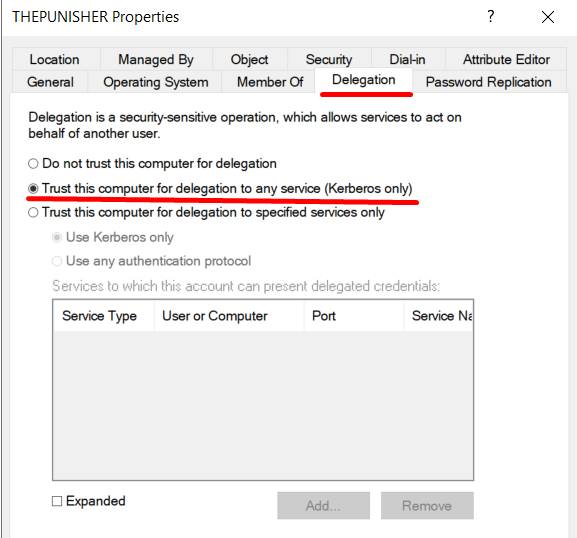 THEPUNISHER Properties
?
Location Managed By Object Security Dial-in Attribute Editor
General Operating System Member Of Delegation Password Replication
Delegation is a security-sensitive operation, which allows services to act on
behalf of another user.
Do not trust this computer for delegation
Trust this computer for delegation to any service (Kerberos only)
Trust this computer for delegation to specified services only
Use Kerberos only
Use any authentication protocol
Services to which this account can present delegated credentials:
Service Type User or Computer Port Service Na
Expanded Add... Remove